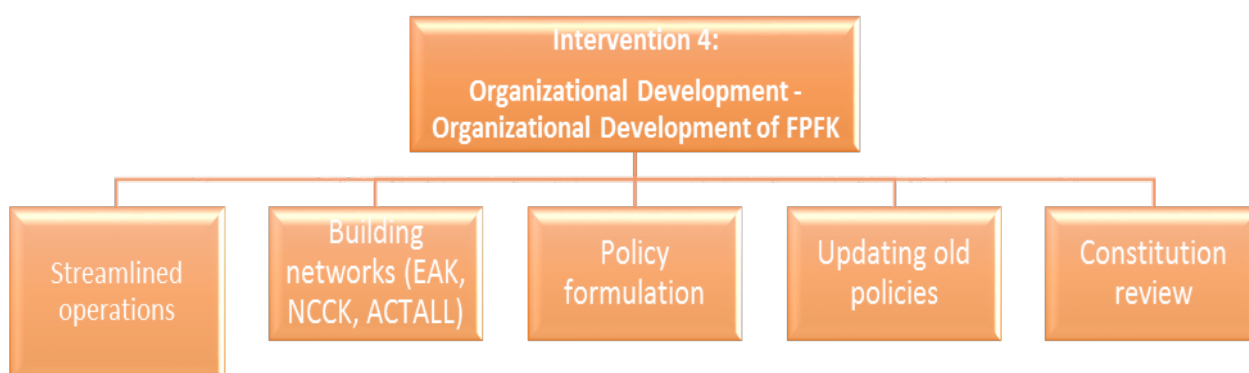 Intervention 4:
Organizational Development -
Organizational Development of FPFK
Streamlined
operations
Building
networks (EAK,
NCCK, ACTALL)
Policy
formulation
Updating old
policies
Constitution
review